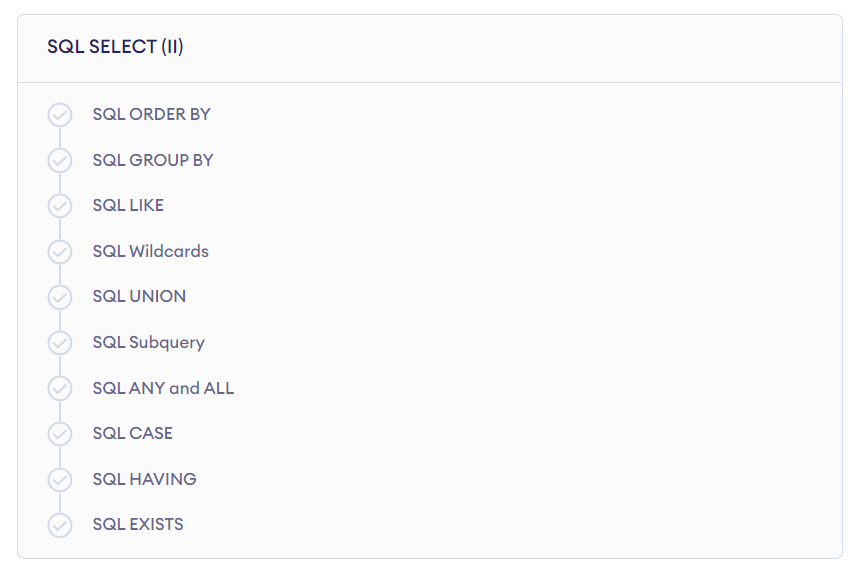 SQL SELECT (II)
SQL ORDER BY
SQL GROUP BY
SQL LIKE
SQL Wildcards
SQL UNION
SQL Subquery
SQL ANY and ALL
SQL CASE
SQL HAVING
SQL EXISTS